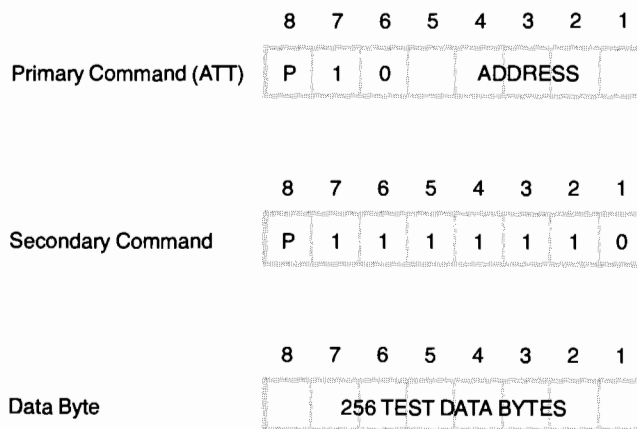 8 7 6 5 4 3 2 1
Primary Command (ATT) P 1 0 ADDRESS
8 7 6 5 4 3 2 1
Secondary Command P 1 1 1 1 1 1 0
8 7 6 5 4 3 2 1
Data Byte 256 TEST DATA BYTES